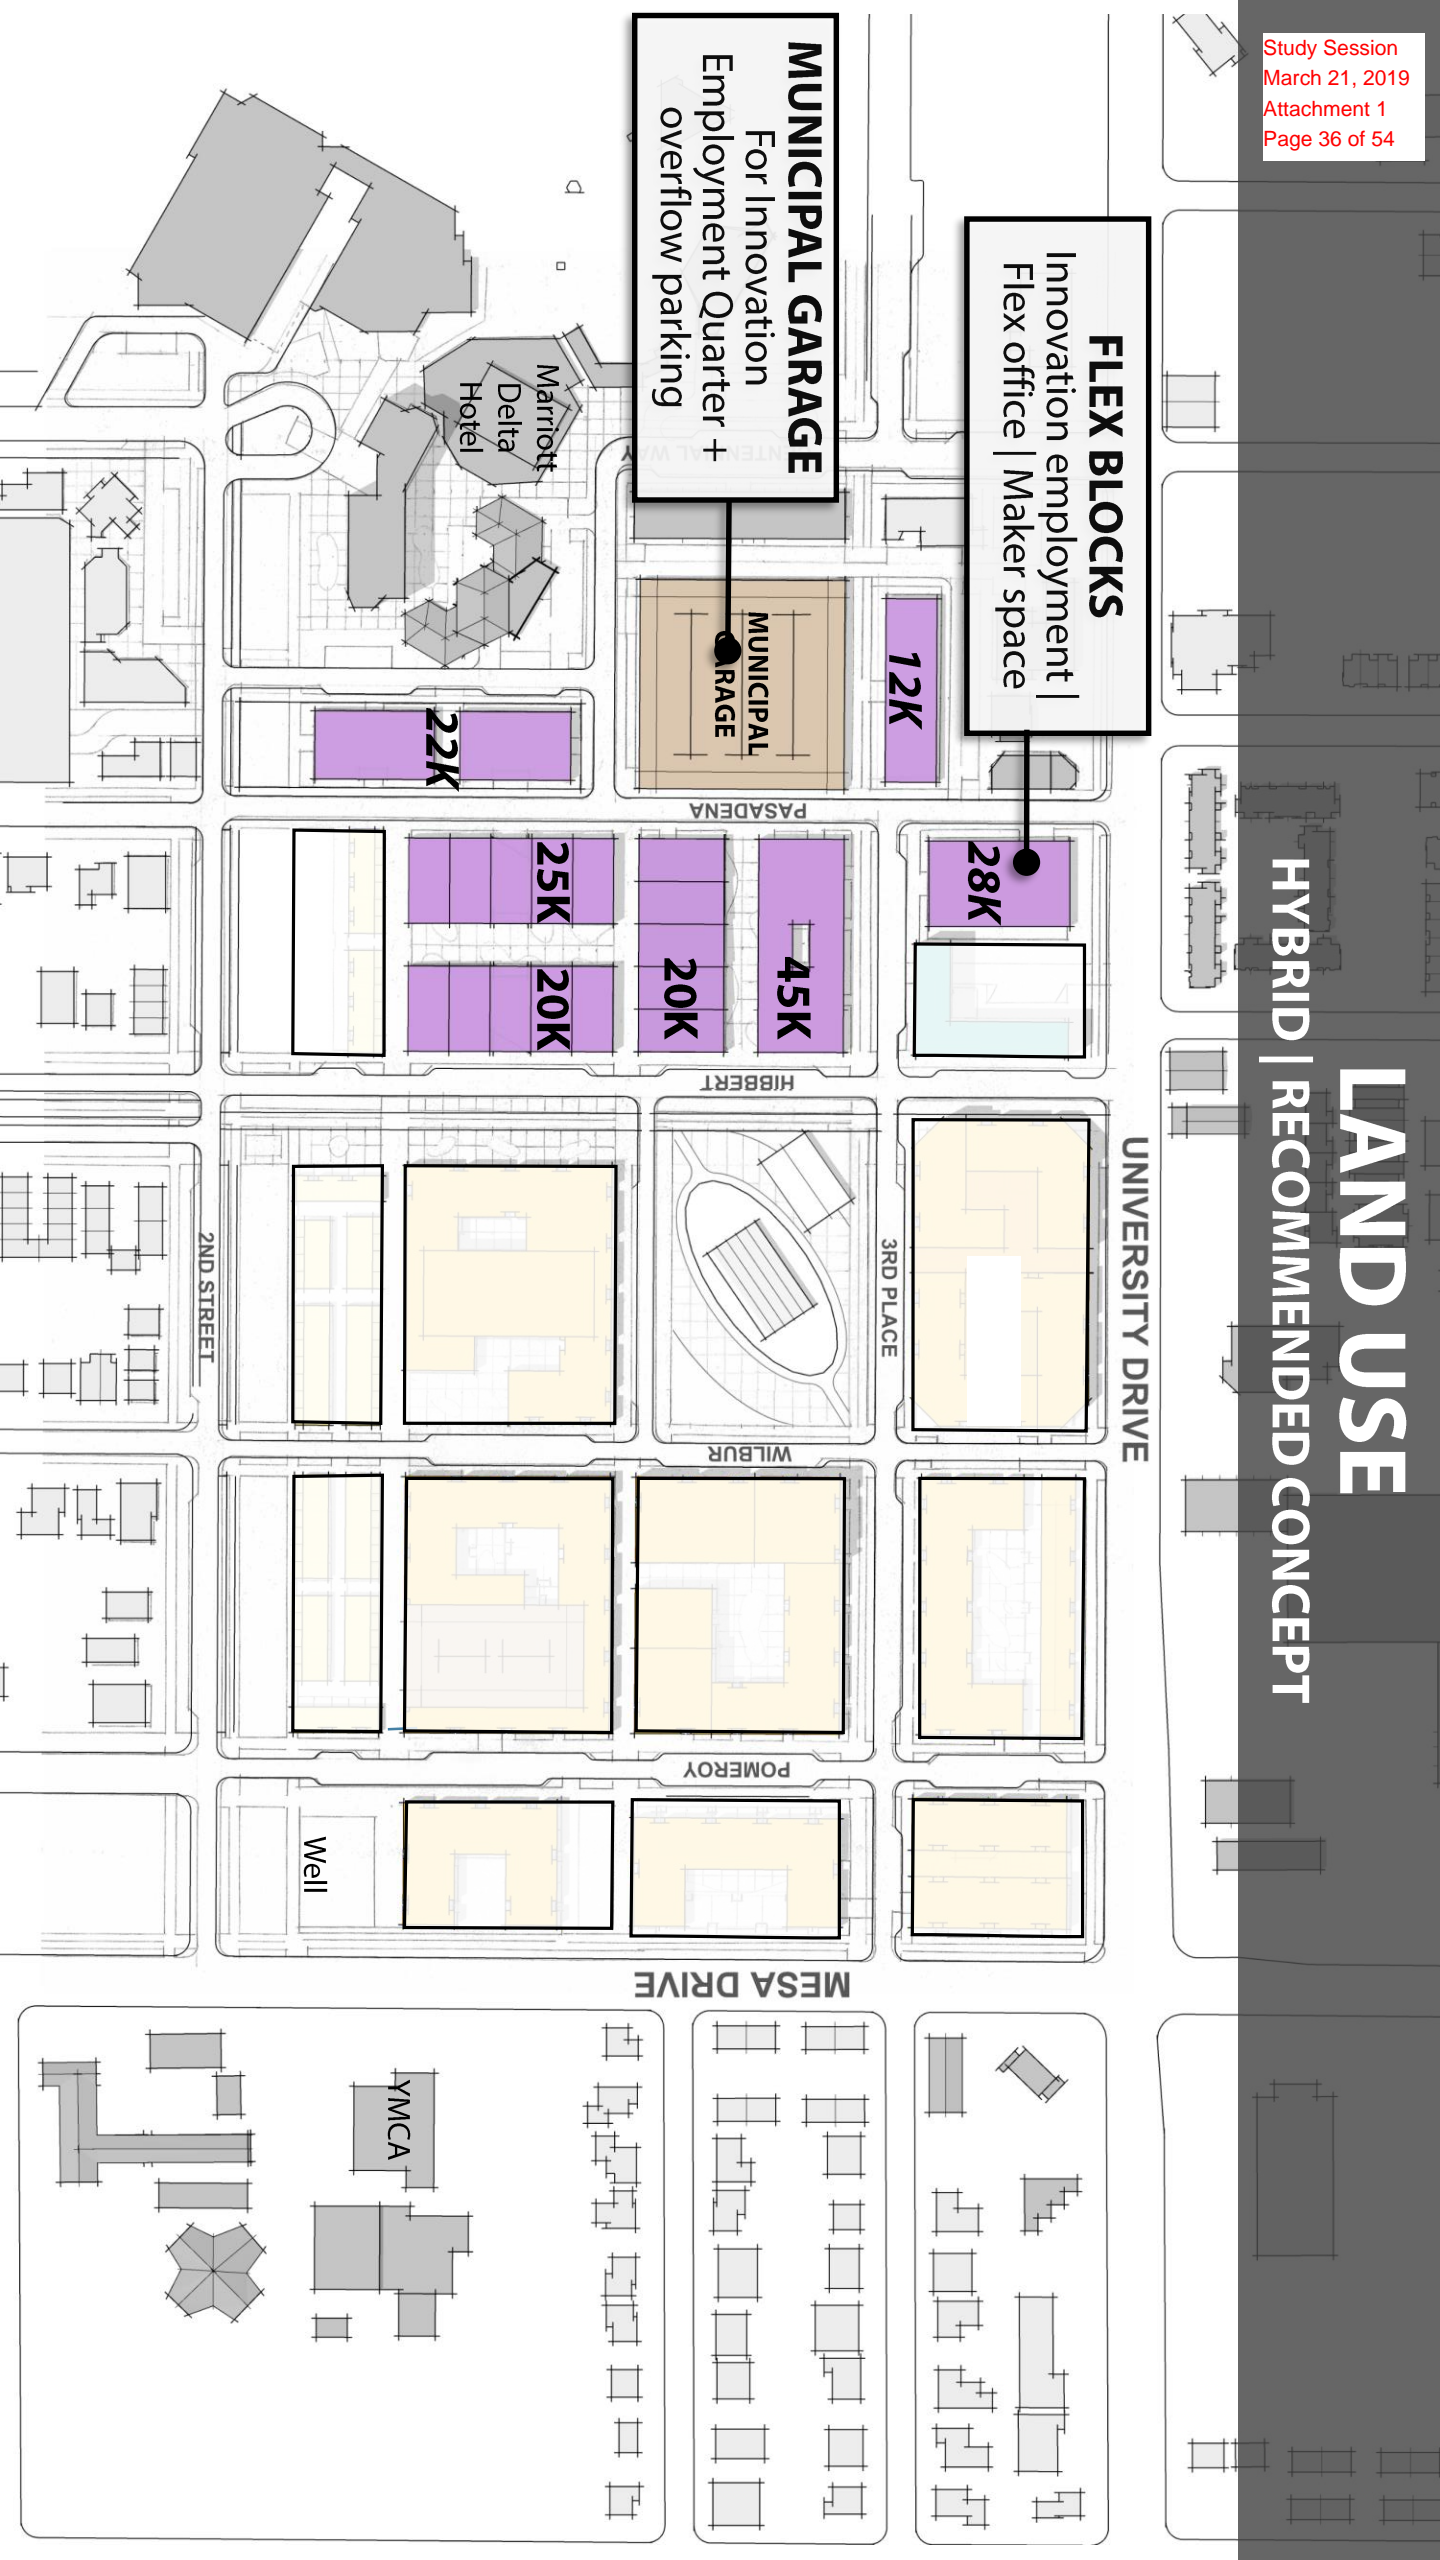 Study Session
March 21, 2019
Attachment 1
Page 36 of 54
LAND USE
HYBRID | RECOMMENDED CONCEPT
FLEX BLOCKS
Innovation employment |
Flex office | Maker space
MUNICIPAL GARAGE
For Innovation
Employment Quarter +
overflow parking
UNIVERSITY DRIVE
28K
12K
3RD PLACE
45K
20K
MUNICIPAL
PASADENA
HIBBERT
WILBUR
POMEROY
MESA DRIVE
25K
20K
22K
Marriott
Delta
Hotel
YMCA
Well
2ND STREET